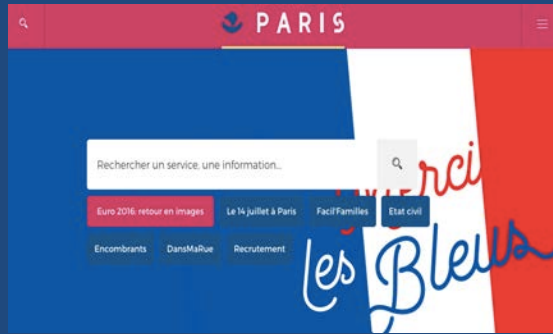 PARIS
Rechercher un service, une information...
Merci
Euro 2016: retour en images
Le 14 juillet à Paris
Facil'Familles
Etat civil
Encombrants
DansMaRue
Recrutement
les Bleus